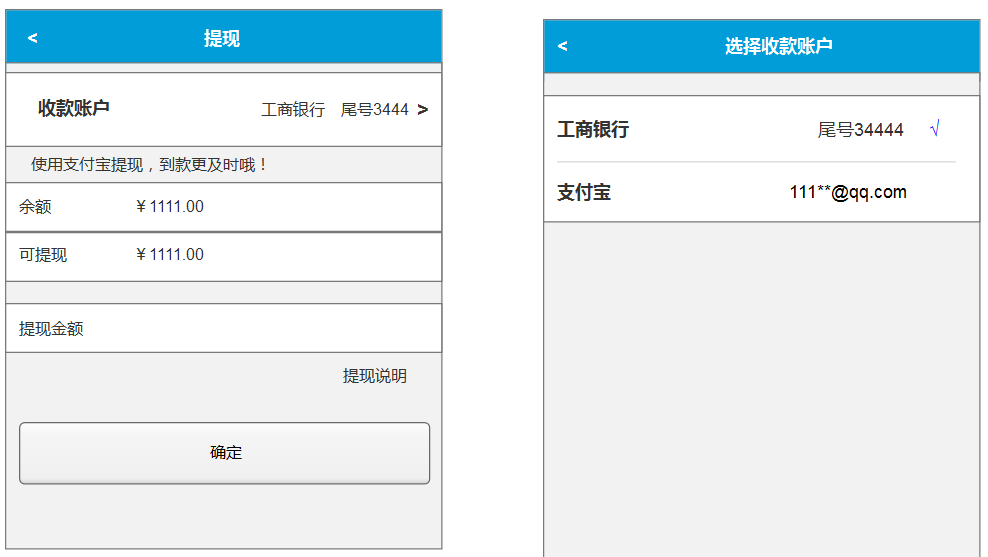 < 提现
收款账户 工商银行 尾号3444 >
使用支付宝提现，到款更及时哦！
余额 ￥1111.00
可提现 ￥1111.00
提现金额
提现说明
确定
< 选择收款账户
工商银行 尾号34444 √
支付宝 111**@qq.com